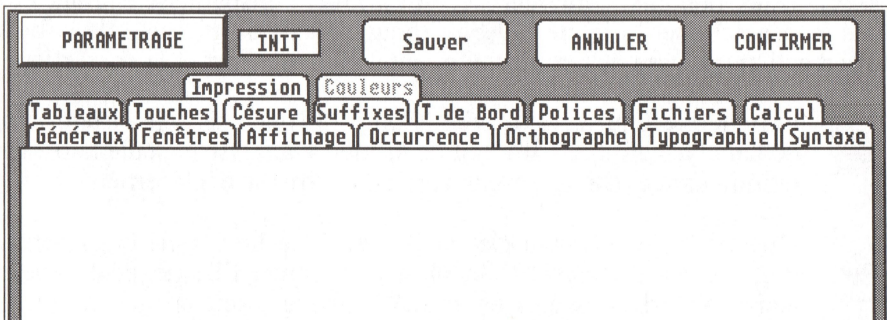 PARAMETRAGE INIT Sauver ANNULER CONFIRMER
Impression Couleurs
Tableaux Touches Césure Suffixes T.de Bord Polices Fichiers Calcul
Généraux Fenêtres Affichage Occurrence Orthographe Typographie Syntaxe